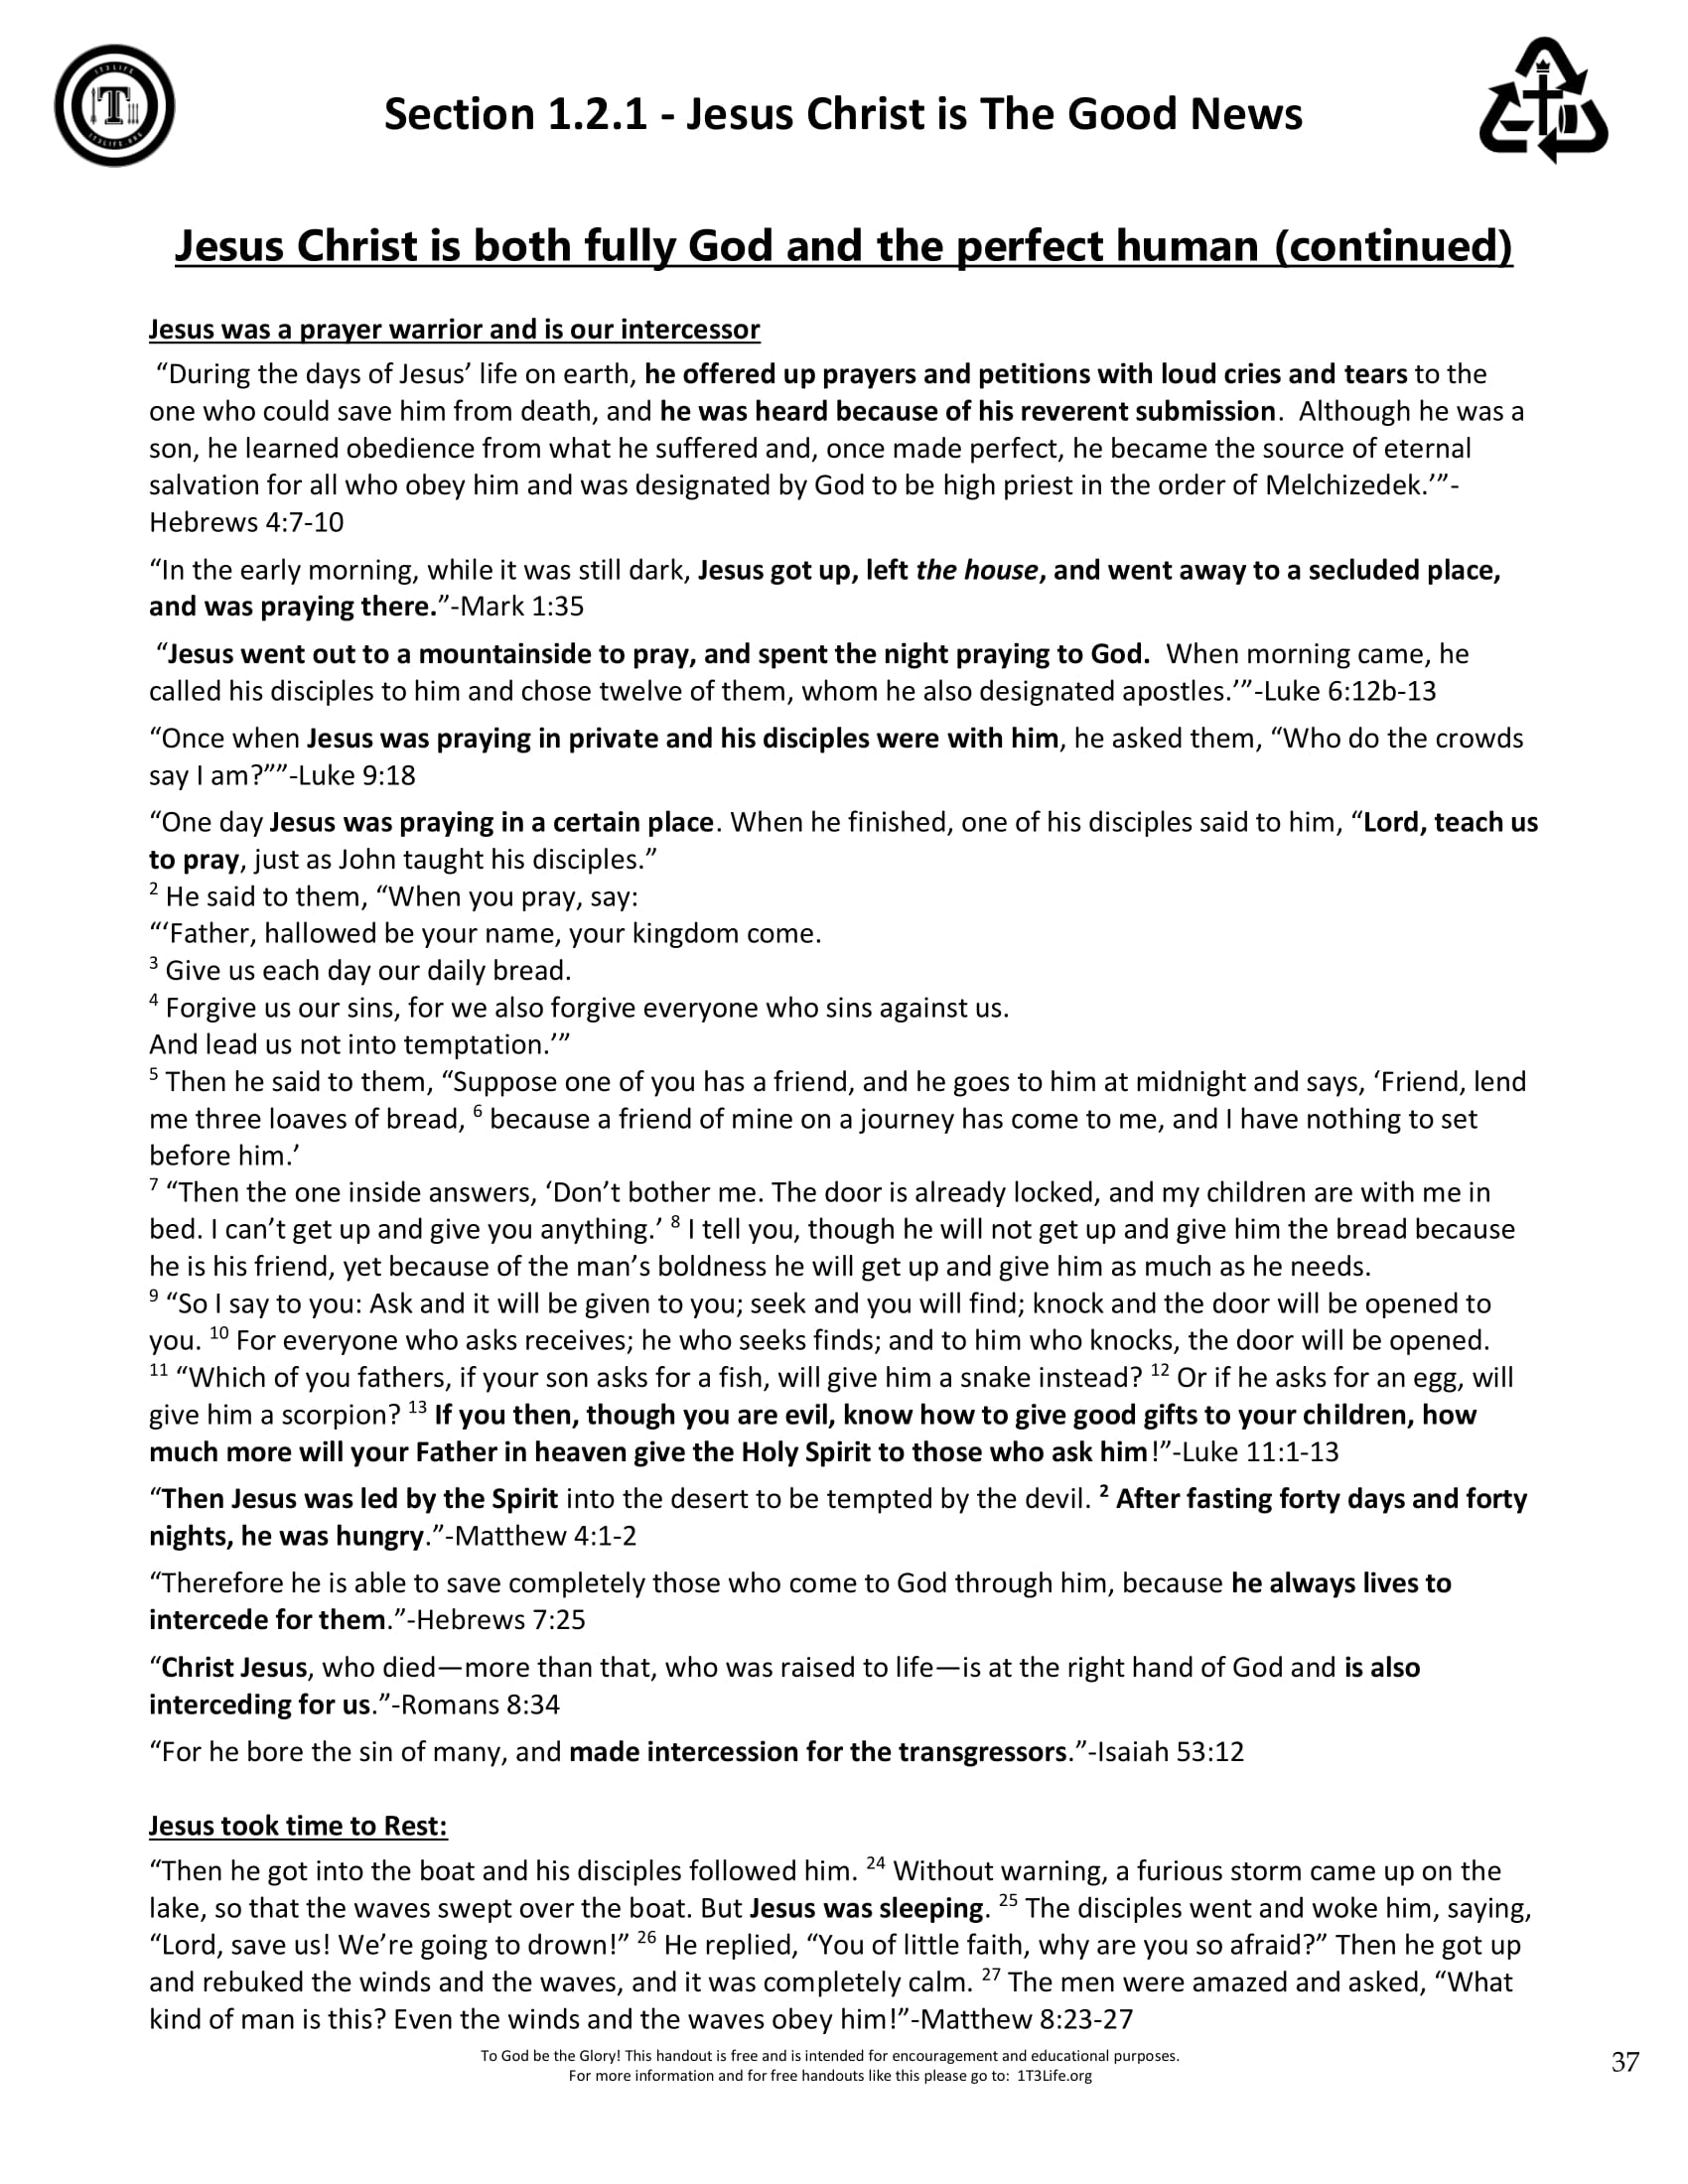 Section 1.2.1 - Jesus Christ is The Good News
Jesus Christ is both fully God and the perfect human (continued)
Jesus was a prayer warrior and is our intercessor
“During the days of Jesus’ life on earth, he offered up prayers and petitions with loud cries and tears to the
one who could save him from death, and he was heard because of his reverent submission.  Although he was a
son, he learned obedience from what he suffered and, once made perfect, he became the source of eternal
salvation for all who obey him and was designated by God to be high priest in the order of Melchizedek.’”-
Hebrews 4:7-10
“In the early morning, while it was still dark, Jesus got up, left the house, and went away to a secluded place,
and was praying there.”-Mark 1:35
“Jesus went out to a mountainside to pray, and spent the night praying to God.  When morning came, he
called his disciples to him and chose twelve of them, whom he also designated apostles.’”-Luke 6:12b-13
“Once when Jesus was praying in private and his disciples were with him, he asked them, “Who do the crowds
say I am?””-Luke 9:18
“One day Jesus was praying in a certain place. When he finished, one of his disciples said to him, “Lord, teach us
to pray, just as John taught his disciples.”
2 He said to them, “When you pray, say:
“‘Father, hallowed be your name, your kingdom come.
3 Give us each day our daily bread.
4 Forgive us our sins, for we also forgive everyone who sins against us.
And lead us not into temptation.’”
5 Then he said to them, “Suppose one of you has a friend, and he goes to him at midnight and says, ‘Friend, lend
me three loaves of bread, 6 because a friend of mine on a journey has come to me, and I have nothing to set
before him.’
7 “Then the one inside answers, ‘Don’t bother me. The door is already locked, and my children are with me in
bed. I can’t get up and give you anything.’ 8 I tell you, though he will not get up and give him the bread because
he is his friend, yet because of the man’s boldness he will get up and give him as much as he needs.
9 “So I say to you: Ask and it will be given to you; seek and you will find; knock and the door will be opened to
you. 10 For everyone who asks receives; he who seeks finds; and to him who knocks, the door will be opened.
11 “Which of you fathers, if your son asks for a fish, will give him a snake instead? 12 Or if he asks for an egg, will
give him a scorpion? 13 If you then, though you are evil, know how to give good gifts to your children, how
much more will your Father in heaven give the Holy Spirit to those who ask him!”-Luke 11:1-13
“Then Jesus was led by the Spirit into the desert to be tempted by the devil. 2 After fasting forty days and forty
nights, he was hungry.”-Matthew 4:1-2
“Therefore he is able to save completely those who come to God through him, because he always lives to
intercede for them.”-Hebrews 7:25
“Christ Jesus, who died—more than that, who was raised to life—is at the right hand of God and is also
interceding for us.”-Romans 8:34
“For he bore the sin of many, and made intercession for the transgressors.”-Isaiah 53:12
Jesus took time to Rest:
“Then he got into the boat and his disciples followed him. 24 Without warning, a furious storm came up on the
lake, so that the waves swept over the boat. But Jesus was sleeping. 25 The disciples went and woke him, saying,
“Lord, save us! We’re going to drown!” 26 He replied, “You of little faith, why are you so afraid?” Then he got up
and rebuked the winds and the waves, and it was completely calm. 27 The men were amazed and asked, “What
kind of man is this? Even the winds and the waves obey him!”-Matthew 8:23-27
To God be the Glory! This handout is free and is intended for encouragement and educational purposes.
For more information and for free handouts like this please go to:  1T3Life.org
37